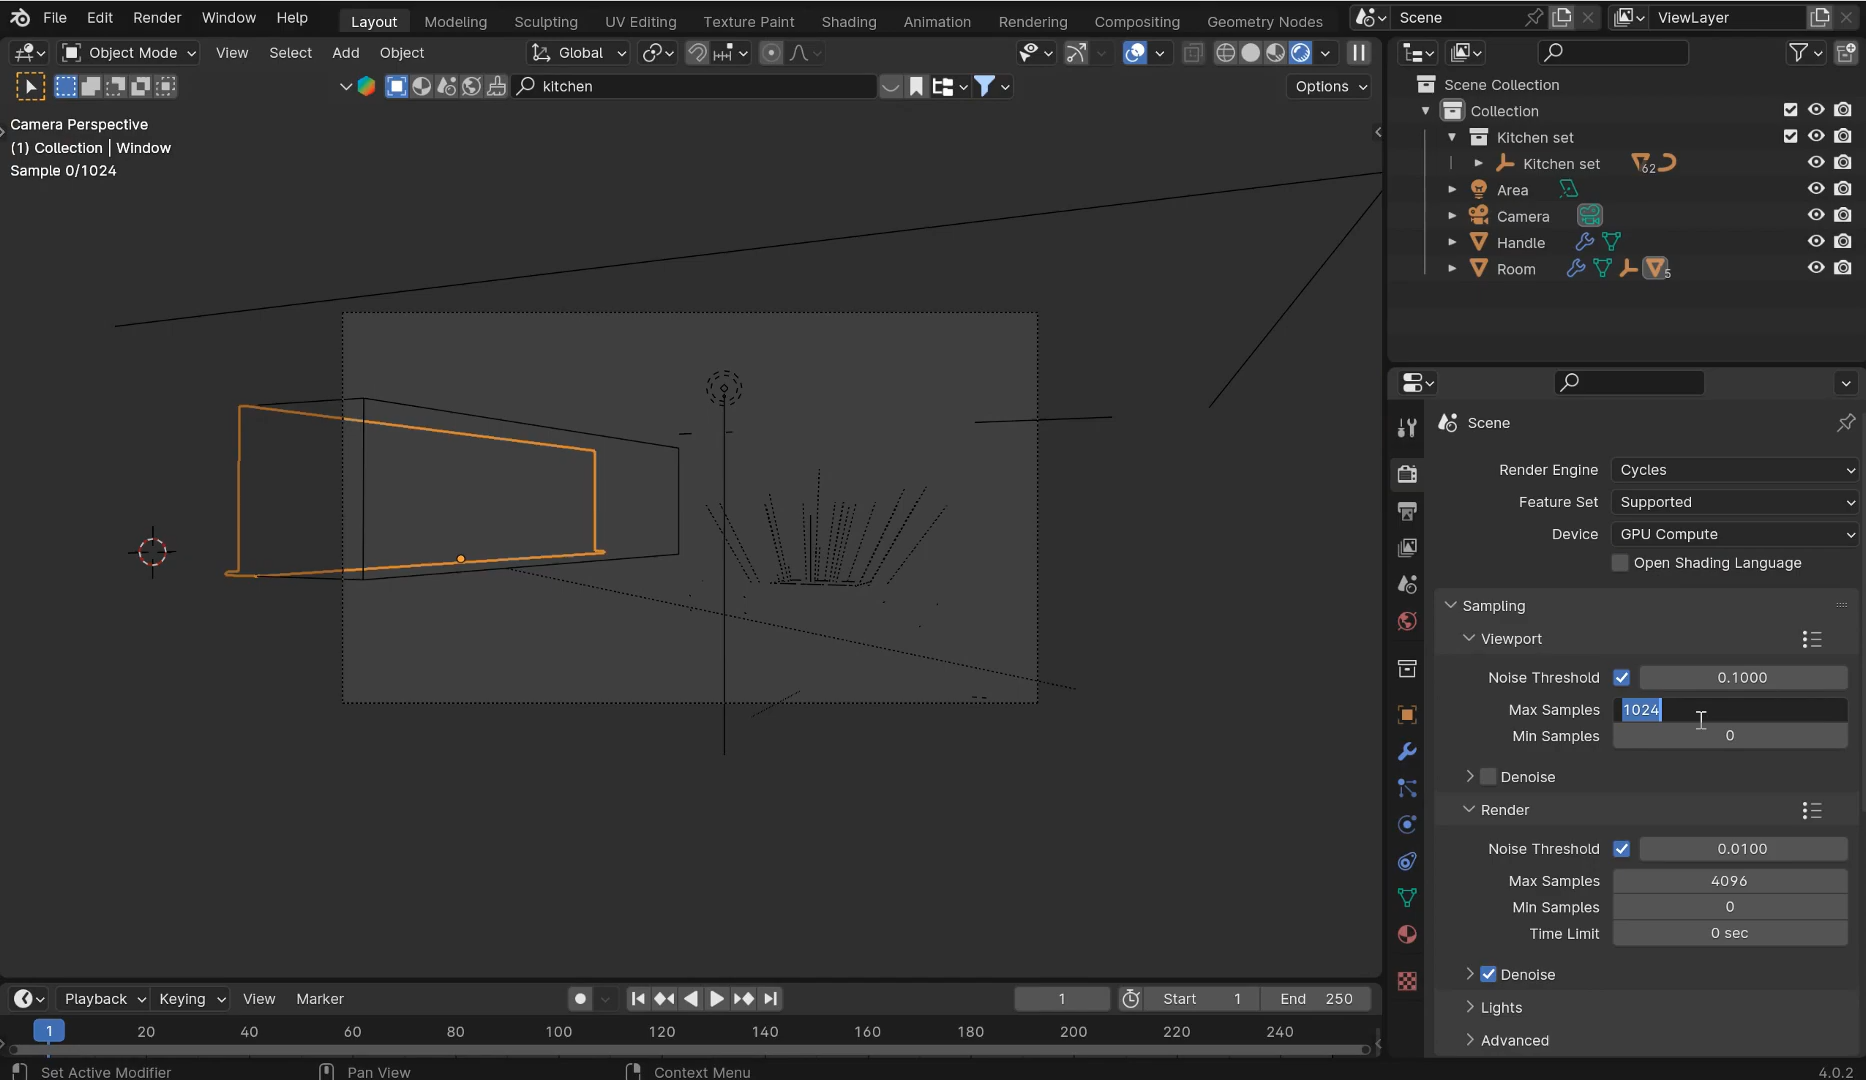 File Edit Render Window Help Layout Modeling Sculpting UV Editing Texture Paint Shading Animation Rendering Compositing Geometry Nodes Scene ViewLayer
Object Mode View Select Add Object Global
kitchen Options
Camera Perspective
(1) Collection | Window
Sample 0/1024
Scene Collection
Collection
Kitchen set
Kitchen set 62
Area
Camera
Handle
Room 5
Scene
Render Engine Cycles
Feature Set Supported
Device GPU Compute
Open Shading Language
Sampling
Viewport
Noise Threshold 0.1000
Max Samples 1024
Min Samples 0
Denoise
Render
Noise Threshold 0.0100
Max Samples 4096
Min Samples 0
Time Limit 0 sec
Denoise
Lights
Advanced
Playback Keying View Marker 1 Start 1 End 250
1 20 40 60 80 100 120 140 160 180 200 220 240
Set Active Modifier Pan View Context Menu 4.0.2